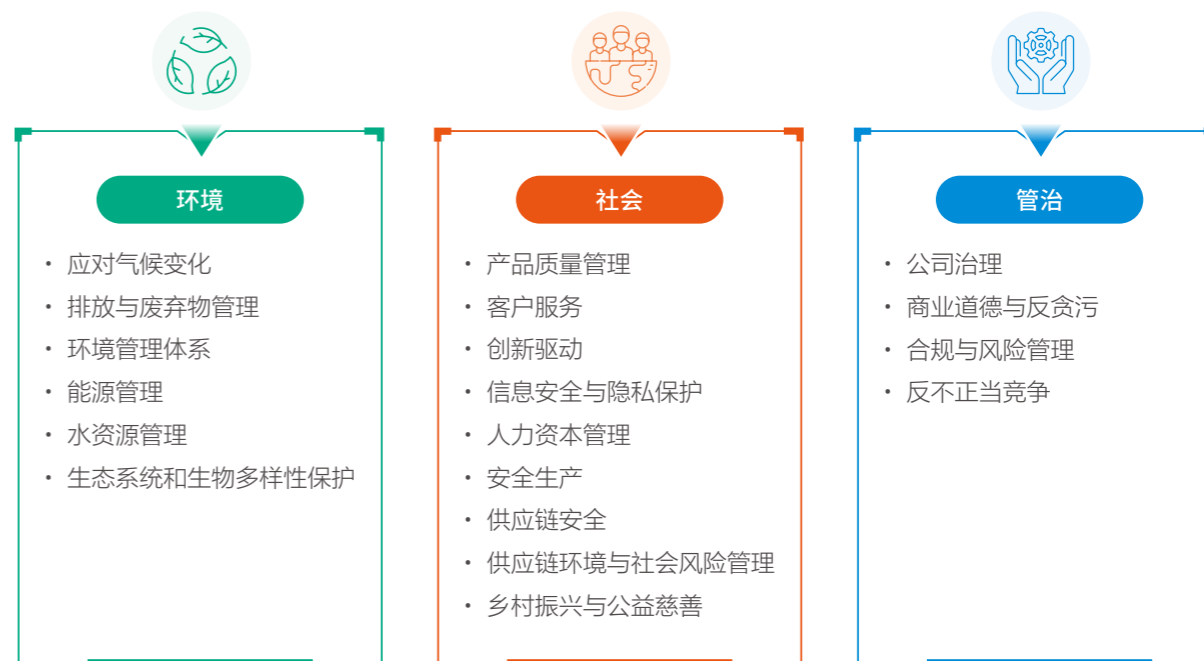 环境
• 应对气候变化
• 排放与废弃物管理
• 环境管理体系
• 能源管理
• 水资源管理
• 生态系统和生物多样性保护
社会
• 产品质量管理
• 客户服务
• 创新驱动
• 信息安全与隐私保护
• 人力资本管理
• 安全生产
• 供应链安全
• 供应链环境与社会风险管理
• 乡村振兴与公益慈善
管治
• 公司治理
• 商业道德与反贪污
• 合规与风险管理
• 反不正当竞争